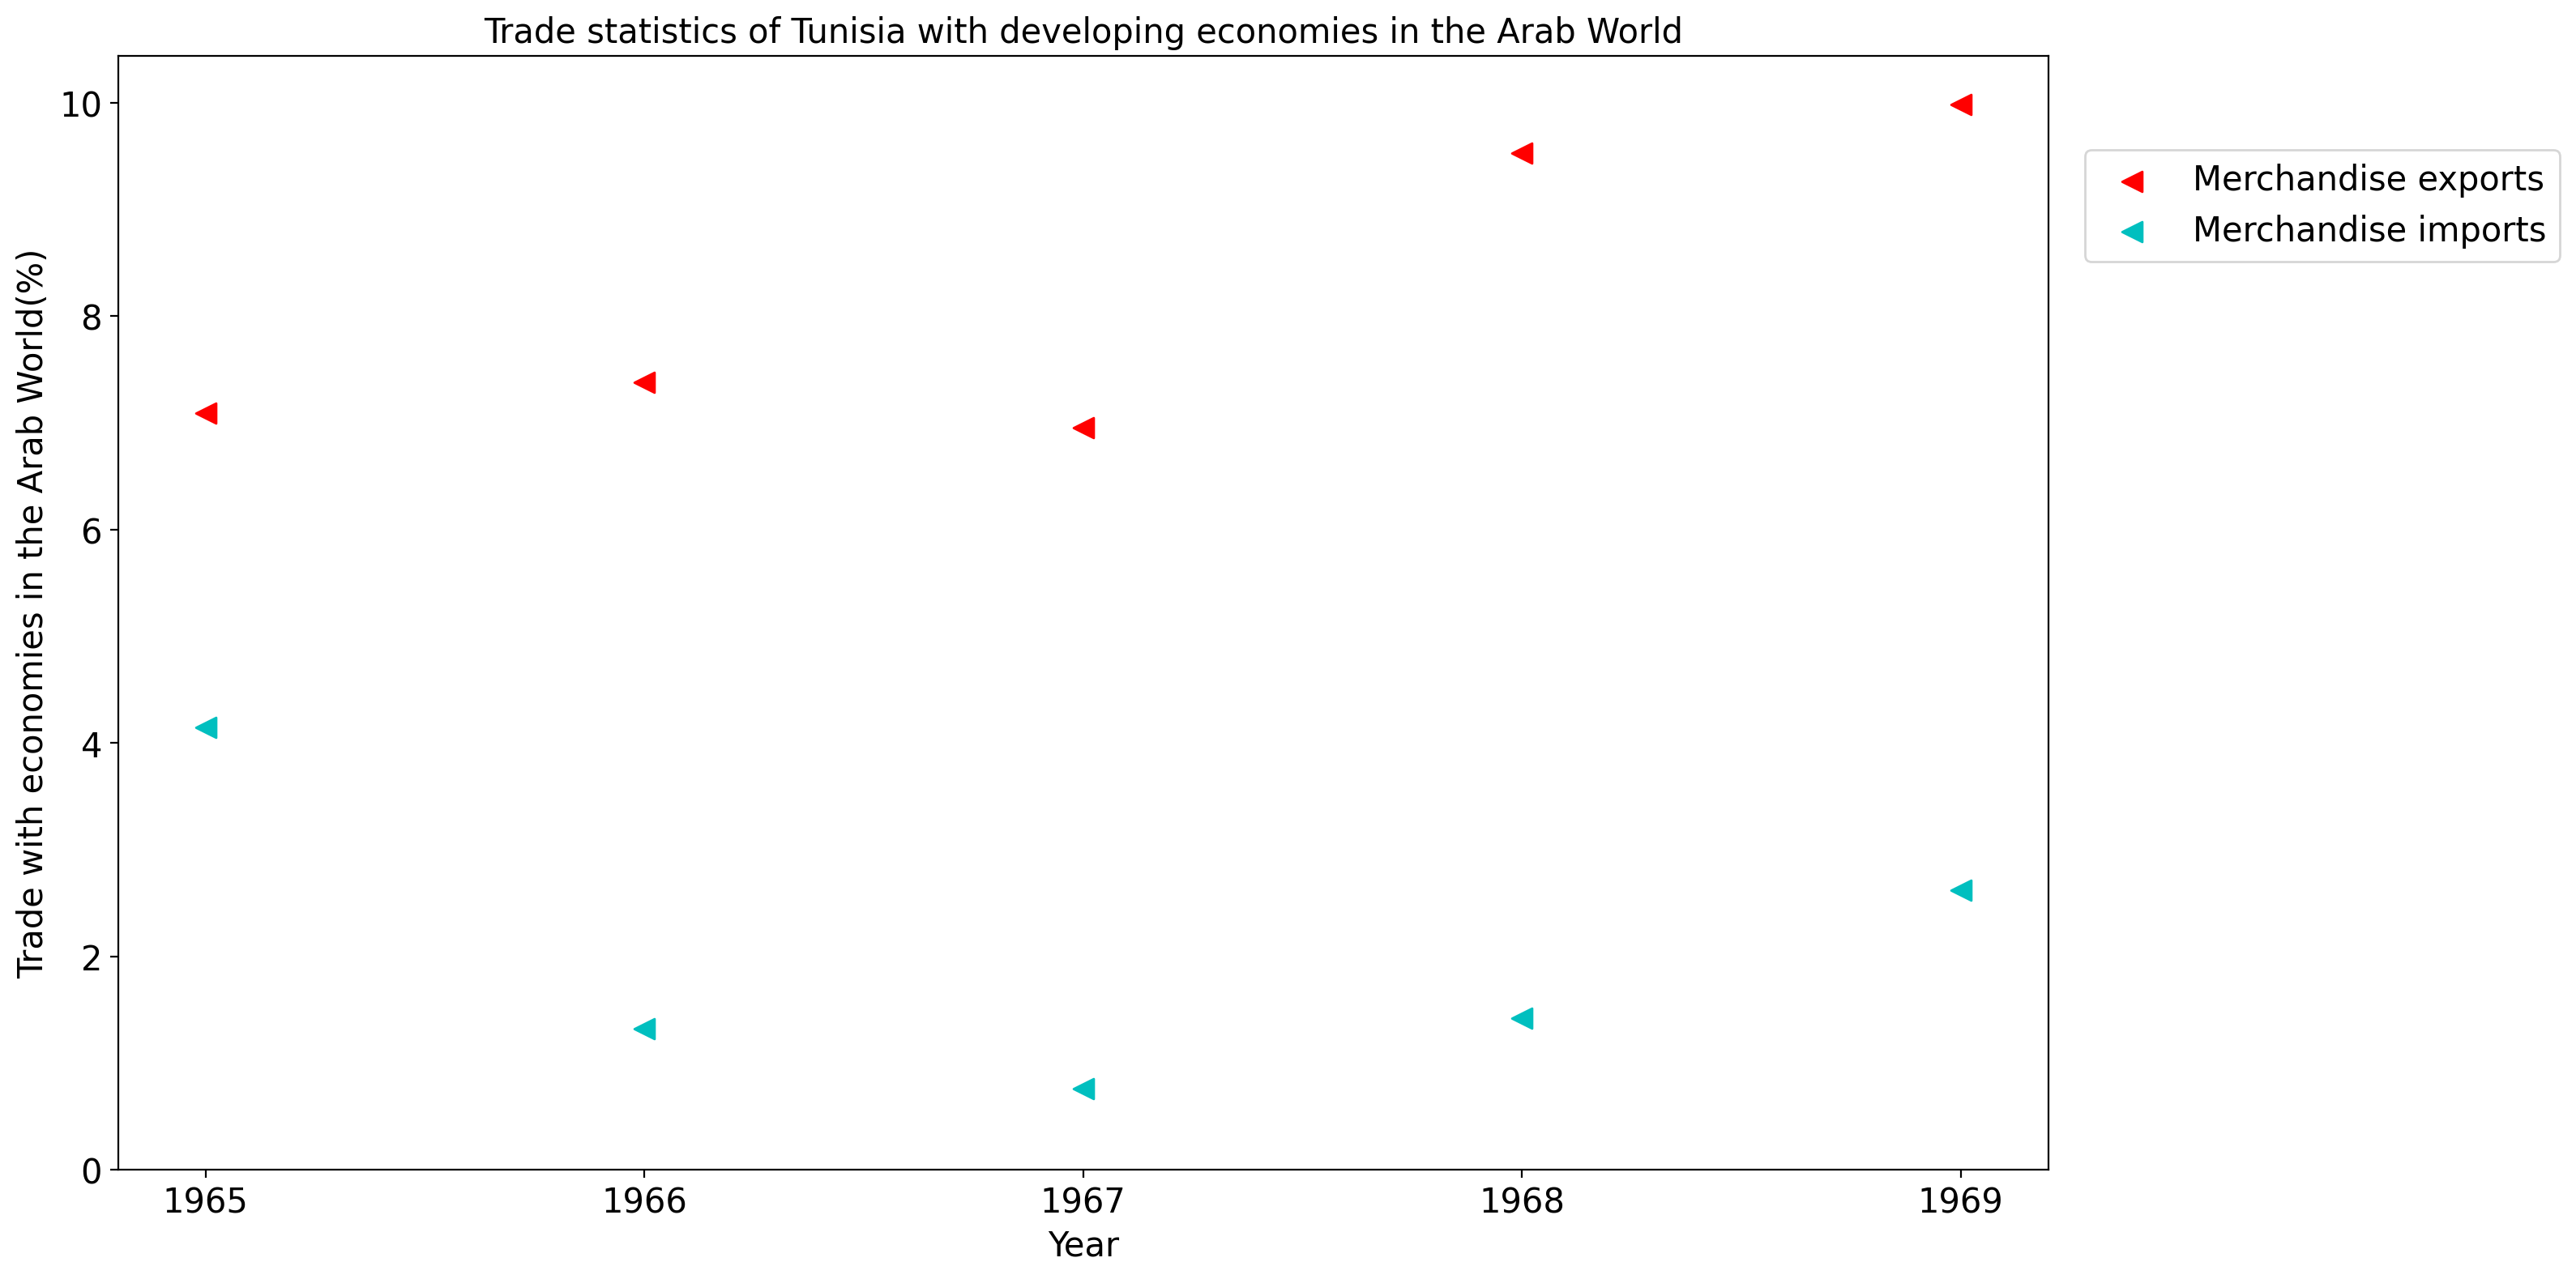 Trade statistics of Tunisia with developing economies in the Arab World
Trade with economies in the Arab World(%)
10
8
6
4
2
0
1965 1966 1967 1968 1969
Year
Merchandise exports
Merchandise imports